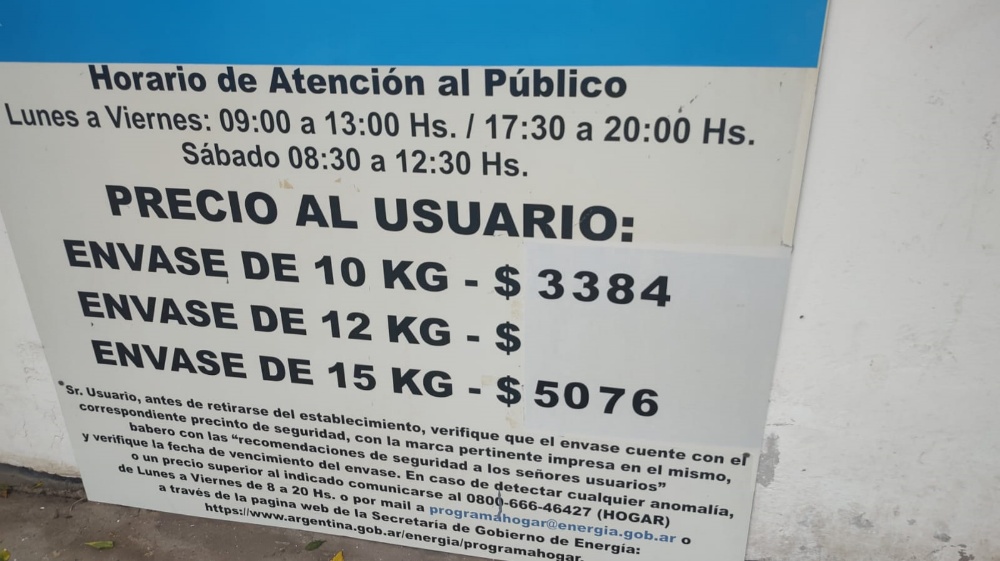 Horario de Atención al Público
Lunes a Viernes: 09:00 a 13:00 Hs. / 17:30 a 20:00 Hs.
Sábado 08:30 a 12:30 Hs.
PRECIO AL USUARIO:
ENVASE DE 10 KG - $ 3384
ENVASE DE 12 KG - $
ENVASE DE 15 KG - $ 5076
*Sr. Usuario, antes de retirarse del establecimiento, verifique que el envase cuente con el
correspondiente precinto de seguridad, con la marca pertinente impresa en el mismo,
babero con las "recomendaciones de seguridad a los señores usuarios"
y verifique la fecha de vencimiento del envase. En caso de detectar cualquier anomalía,
o un precio superior al indicado comunicarse al 0800-666-46427 (HOGAR)
de Lunes a Viernes de 8 a 20 Hs. o por mail a programahogar@energia.gob.ar o
a través de la pagina web de la Secretaría de Gobierno de Energía:
https://www.argentina.gob.ar/energia/programahogar.